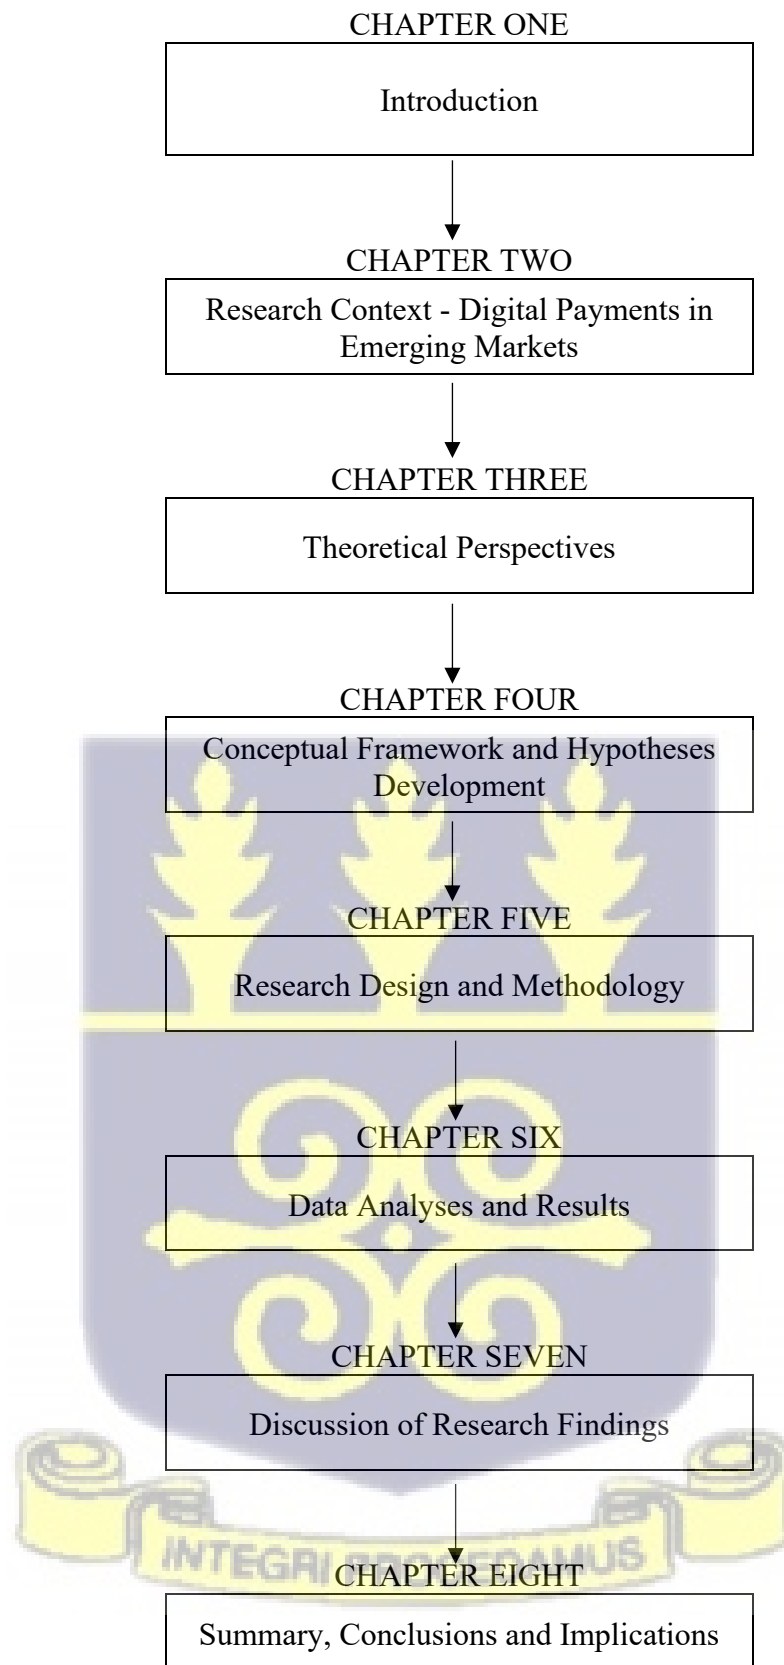 CHAPTER ONE
Introduction
CHAPTER TWO
Research Context - Digital Payments in
Emerging Markets
CHAPTER THREE
Theoretical Perspectives
CHAPTER FOUR
Conceptual Framework and Hypotheses
Development
CHAPTER FIVE
Research Design and Methodology
CHAPTER SIX
Data Analyses and Results
CHAPTER SEVEN
Discussion of Research Findings
INTEGRI PROCEDAMUS
CHAPTER EIGHT
Summary, Conclusions and Implications